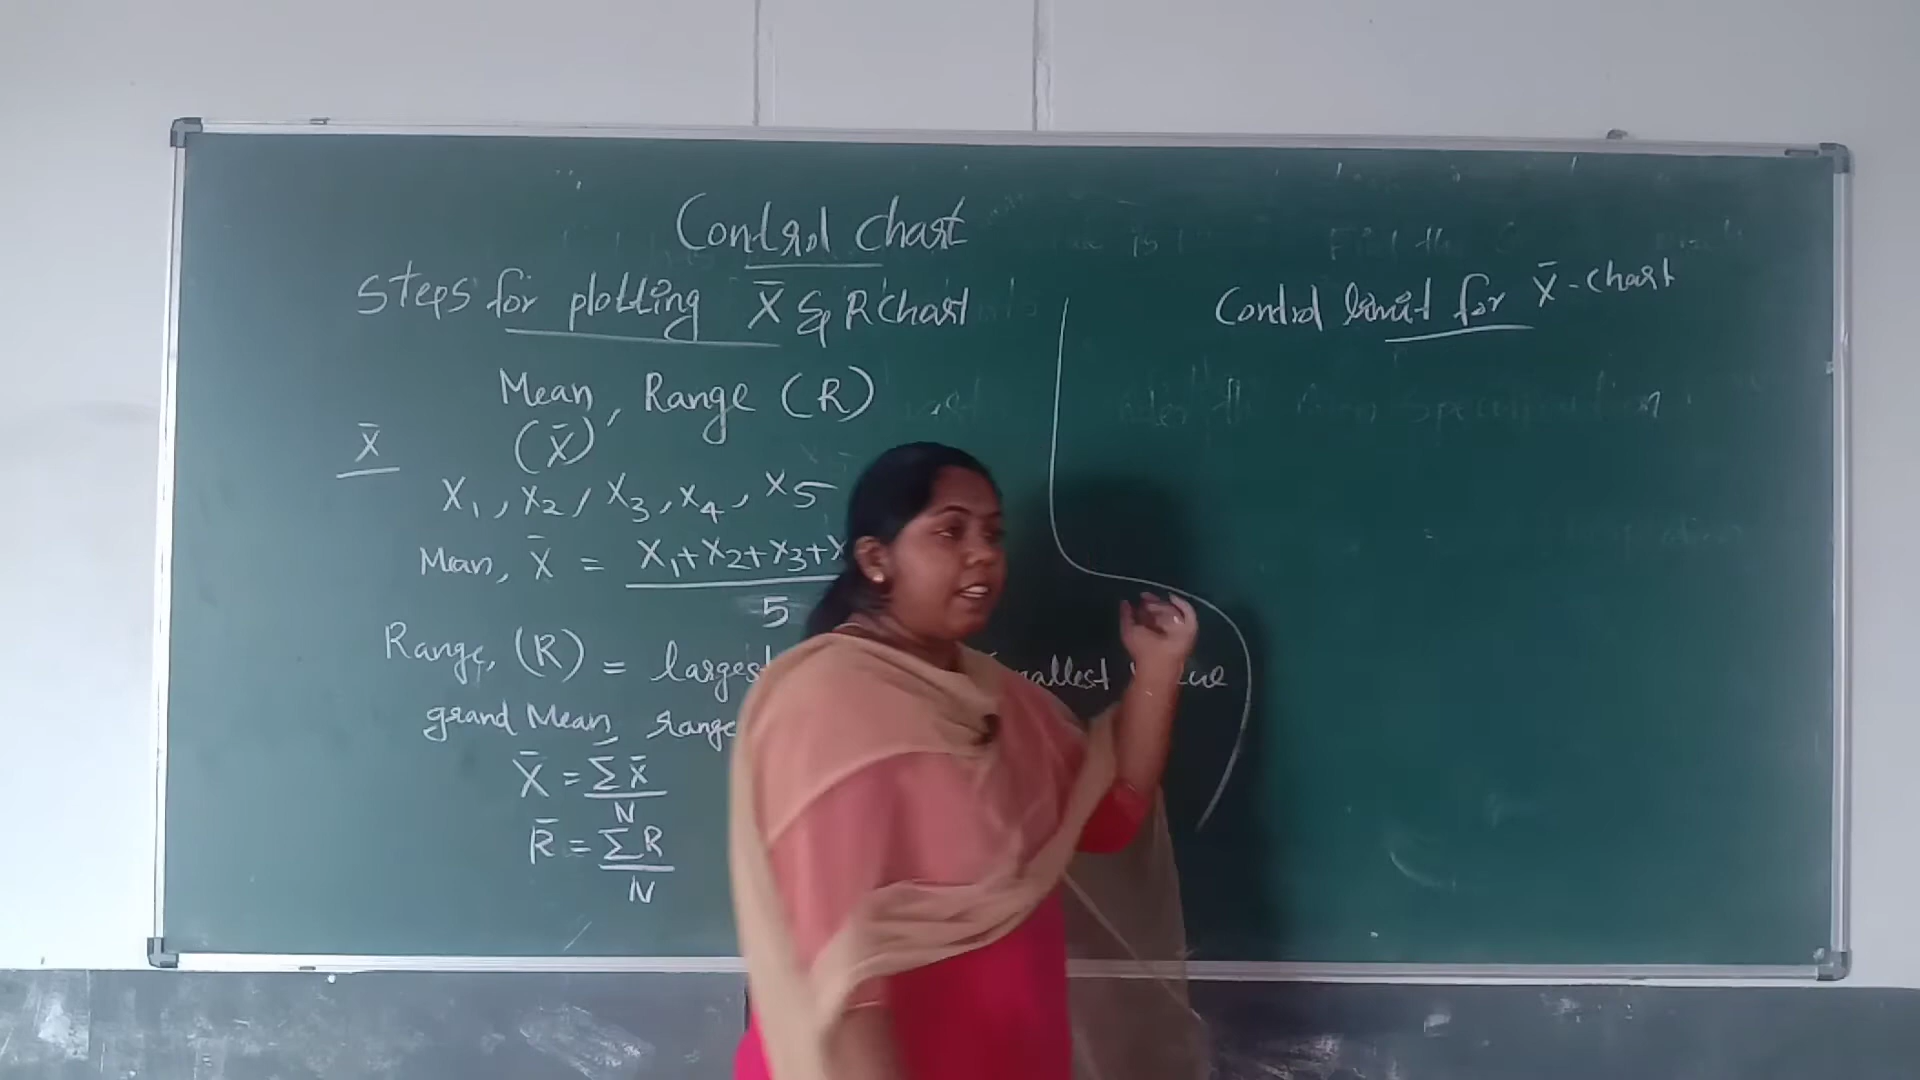 Control chart
Steps for plotting X̄ & R chart
Mean, Range (R)
(X̄)
X̄
X₁, X₂, X₃, X₄, X₅
Mean, X̄ = X₁+X₂+X₃+X
5
Range, (R) = larges smallest
grand Mean range
X̄ = Σx̄
N
R̄ = ΣR
N
Control limit for X̄-chart